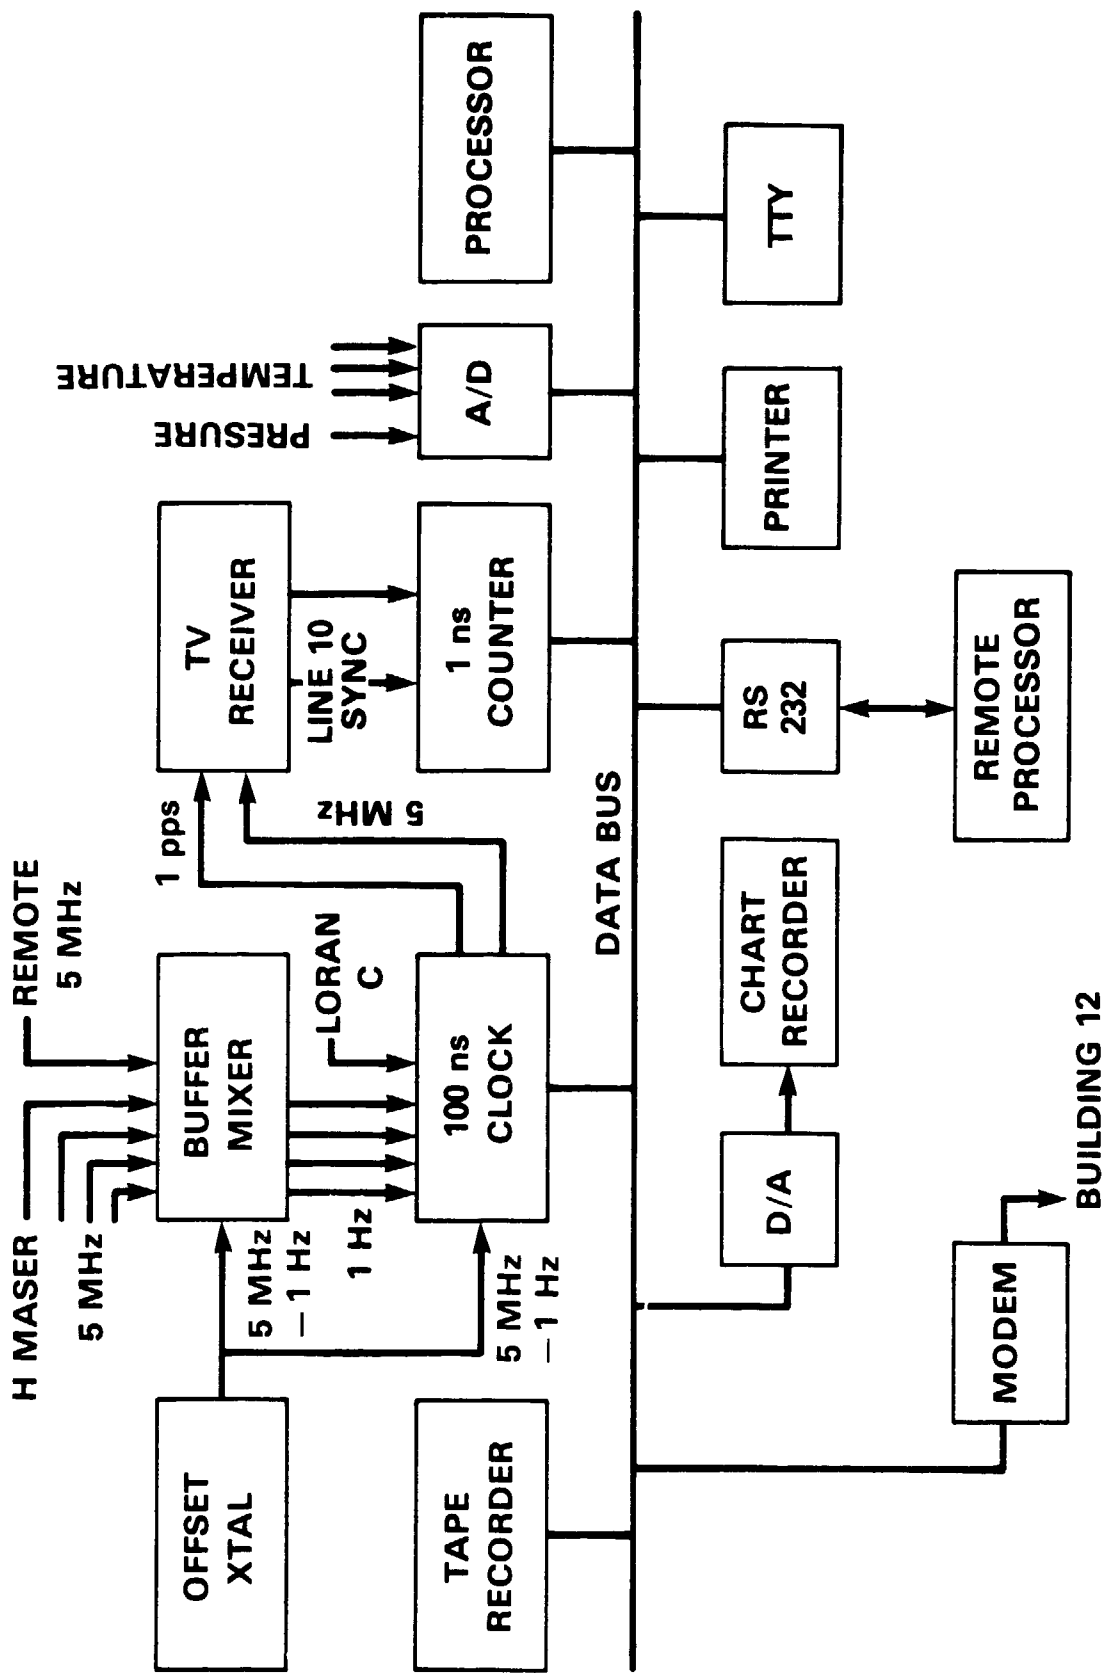 H MASER
REMOTE
5 MHz
5 MHz
OFFSET
XTAL
BUFFER
MIXER
1 pps
TV
RECEIVER
5 MHz
– 1 Hz
1 Hz
LORAN
C
5 MHz
LINE 10
SYNC
PRESURE
TEMPERATURE
TAPE
RECORDER
5 MHz
– 1 Hz
100 ns
CLOCK
1 ns
COUNTER
A/D
PROCESSOR
DATA BUS
D/A
CHART
RECORDER
RS
232
PRINTER
TTY
MODEM
BUILDING 12
REMOTE
PROCESSOR